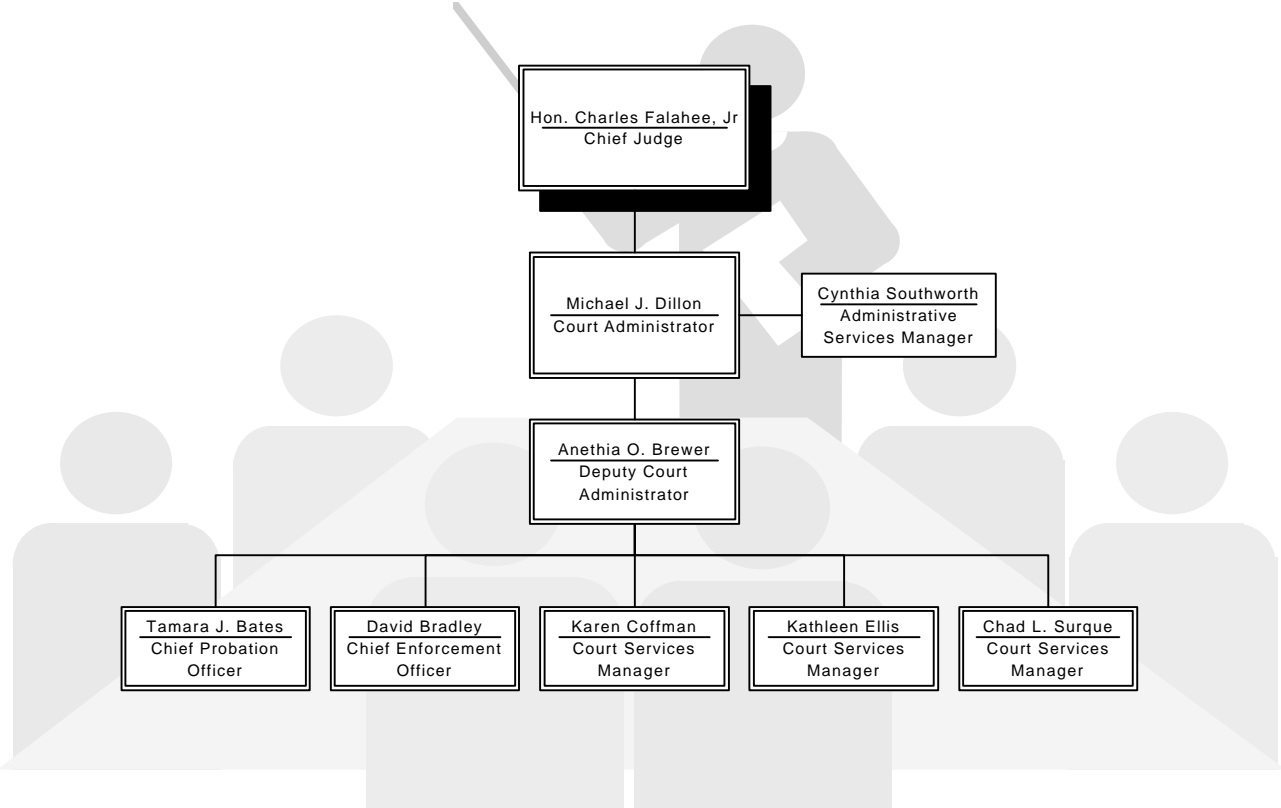 Hon. Charles Falahee, Jr
Chief Judge
Michael J. Dillon
Court Administrator
Cynthia Southworth
Administrative
Services Manager
Anethia O. Brewer
Deputy Court
Administrator
Tamara J. Bates
Chief Probation
Officer
David Bradley
Chief Enforcement
Officer
Karen Coffman
Court Services
Manager
Kathleen Ellis
Court Services
Manager
Chad L. Surque
Court Services
Manager